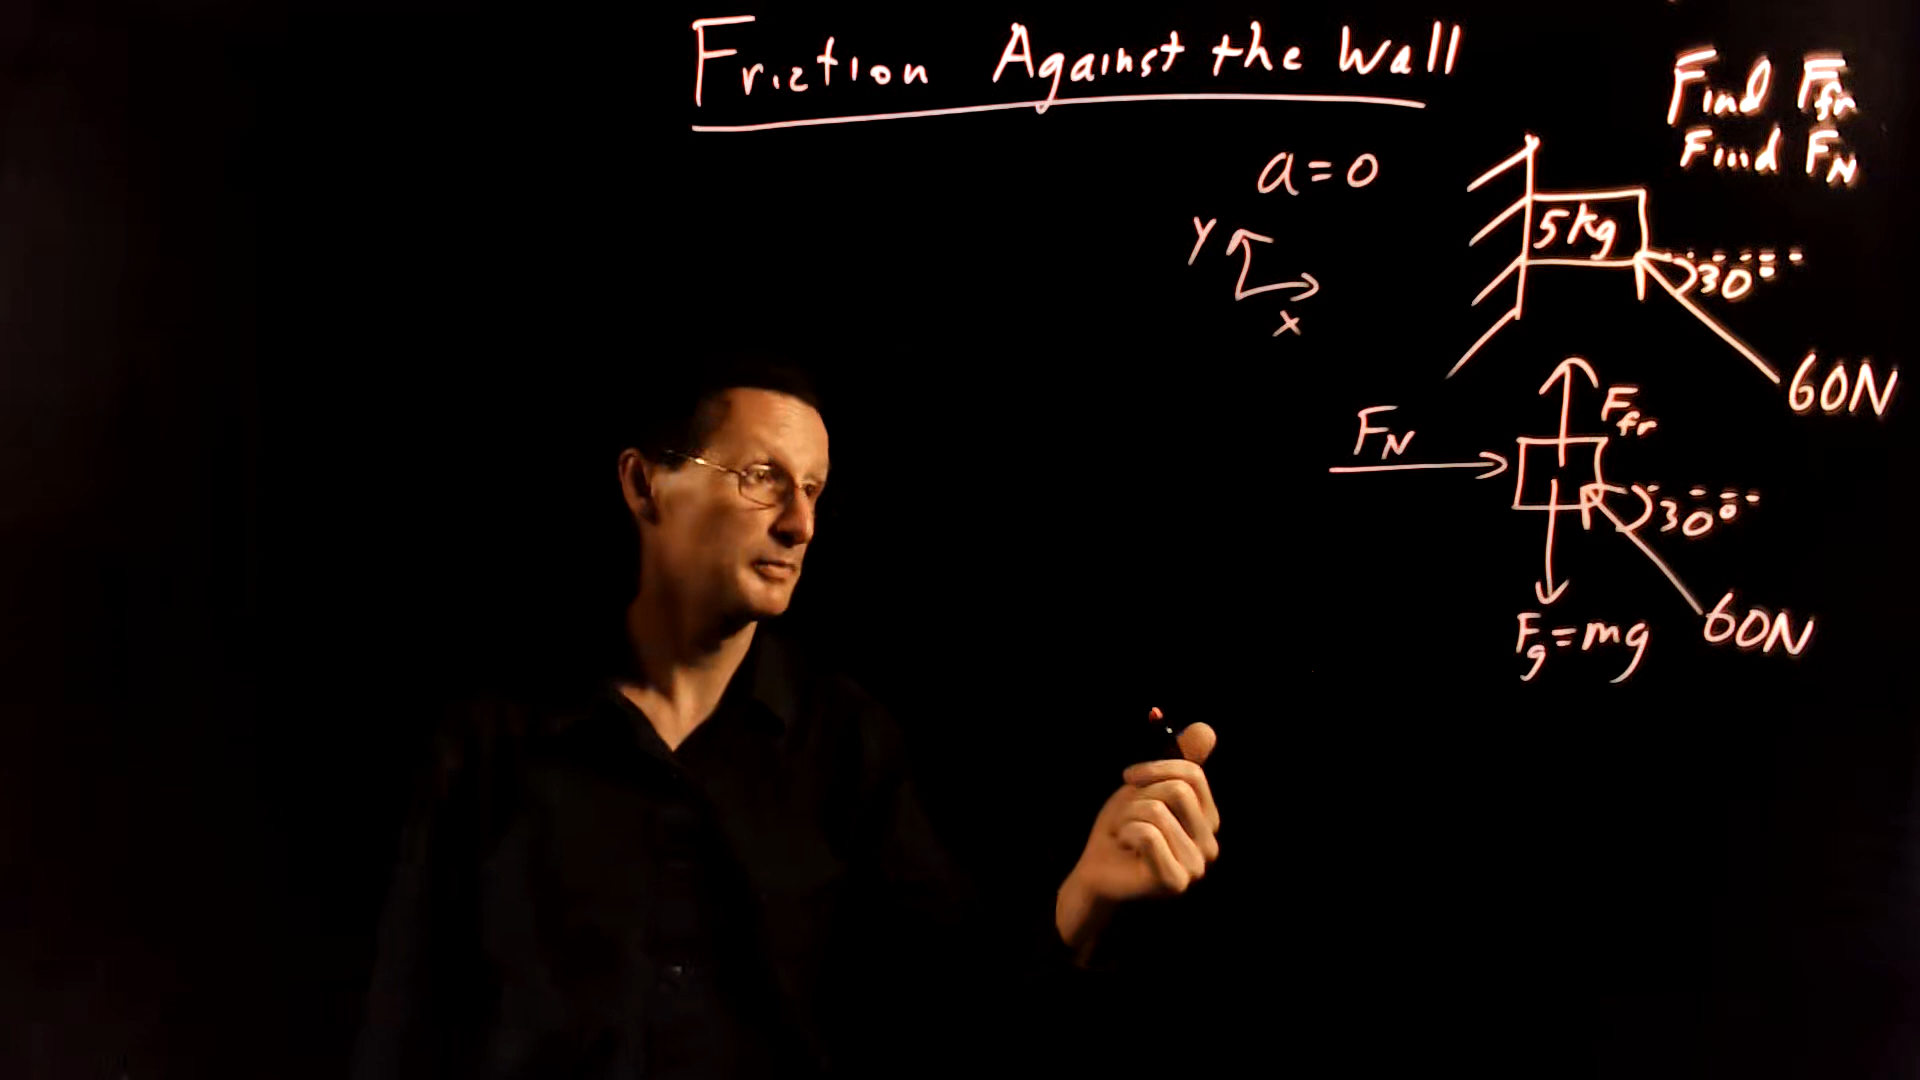 Friction Against the Wall
Find Ffr
Find FN
a=0
y
x
5kg
30°
60N
FN
Ffr
30°
60N
Fg=mg